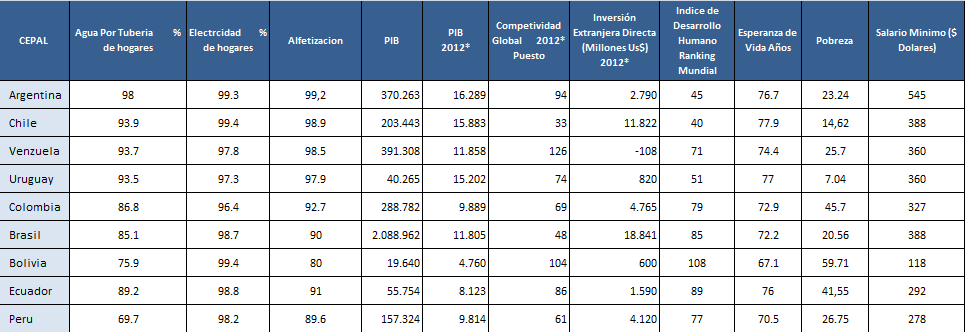 CEPAL Agua Por Tuberia % de hogares Electrcidad % de hogares Alfetizacion PIB PIB 2012* Competividad Global 2012* Puesto Inversión Extranjera Directa (Millones Us$) 2012* Indice de Desarrollo Humano Ranking Mundial Esperanza de Vida Años Pobreza Salario Minimo ($ Dolares)
Argentina 98 99.3 99,2 370.263 16.289 94 2.790 45 76.7 23.24 545
Chile 93.9 99.4 98.9 203.443 15.883 33 11.822 40 77.9 14,62 388
Venzuela 93.7 97.8 98.5 391.308 11.858 126 -108 71 74.4 25.7 360
Uruguay 93.5 97.3 97.9 40.265 15.202 74 820 51 77 7.04 360
Colombia 86.8 96.4 92.7 288.782 9.889 69 4.765 79 72.9 45.7 327
Brasil 85.1 98.7 90 2.088.962 11.805 48 18.841 85 72.2 20.56 388
Bolivia 75.9 99.4 80 19.640 4.760 104 600 108 67.1 59.71 118
Ecuador 89.2 98.8 91 55.754 8.123 86 1.590 89 76 41,55 292
Peru 69.7 98.2 89.6 157.324 9.814 61 4.120 77 70.5 26.75 278